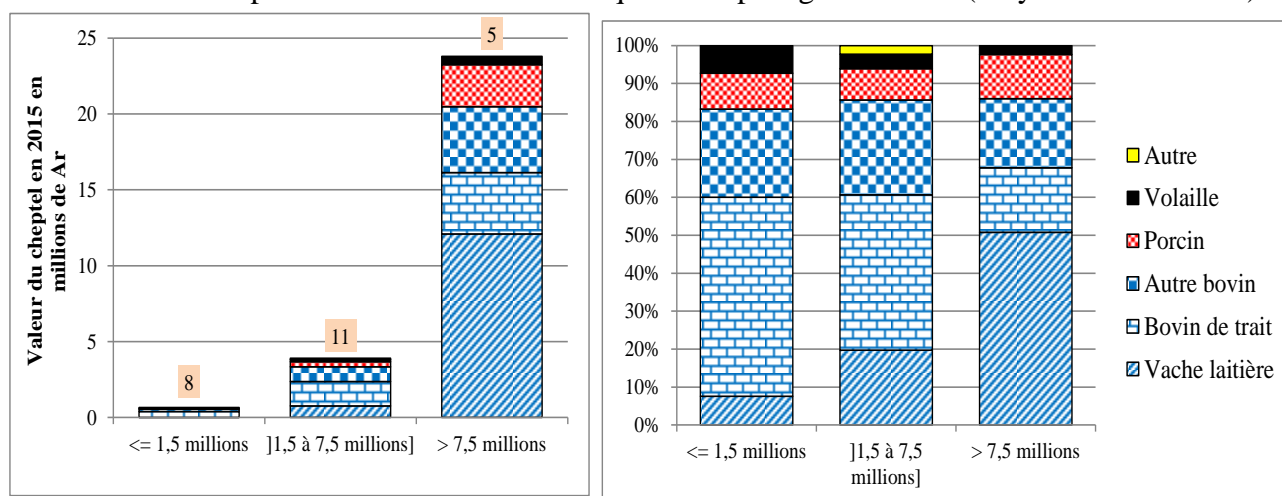 25
20
15
10
5
0
Valeur du cheptel en 2015 en
millions de Ar
8
11
5
<= 1,5 millions
]1,5 à 7,5 millions]
> 7,5 millions
100%
90%
80%
70%
60%
50%
40%
30%
20%
10%
0%
<= 1,5 millions
]1,5 à 7,5
millions]
> 7,5 millions
Autre
Volaille
Porcin
Autre bovin
Bovin de trait
Vache laitière